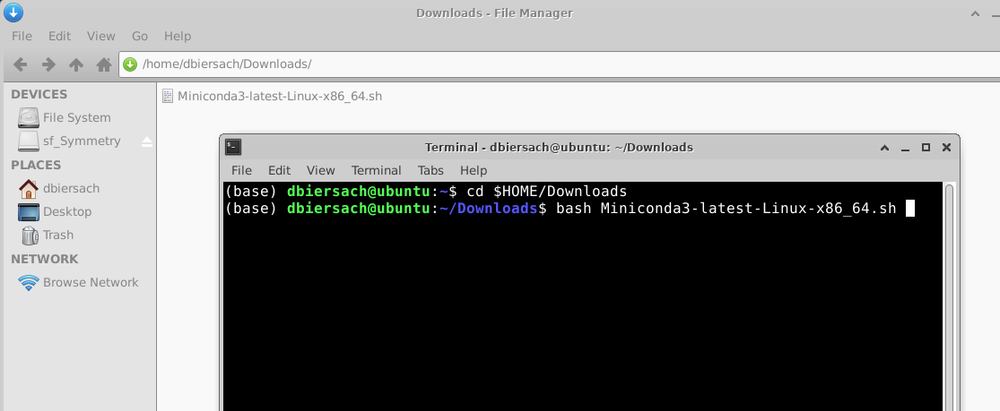 Downloads - File Manager
File Edit View Go Help
/home/dbiersach/Downloads/
DEVICES
File System
sf_Symmetry
PLACES
dbiersach
Desktop
Trash
NETWORK
Browse Network
Miniconda3-latest-Linux-x86_64.sh
Terminal - dbiersach@ubuntu: ~/Downloads
File Edit View Terminal Tabs Help
(base) dbiersach@ubuntu:~$ cd $HOME/Downloads
(base) dbiersach@ubuntu:~/Downloads$ bash Miniconda3-latest-Linux-x86_64.sh